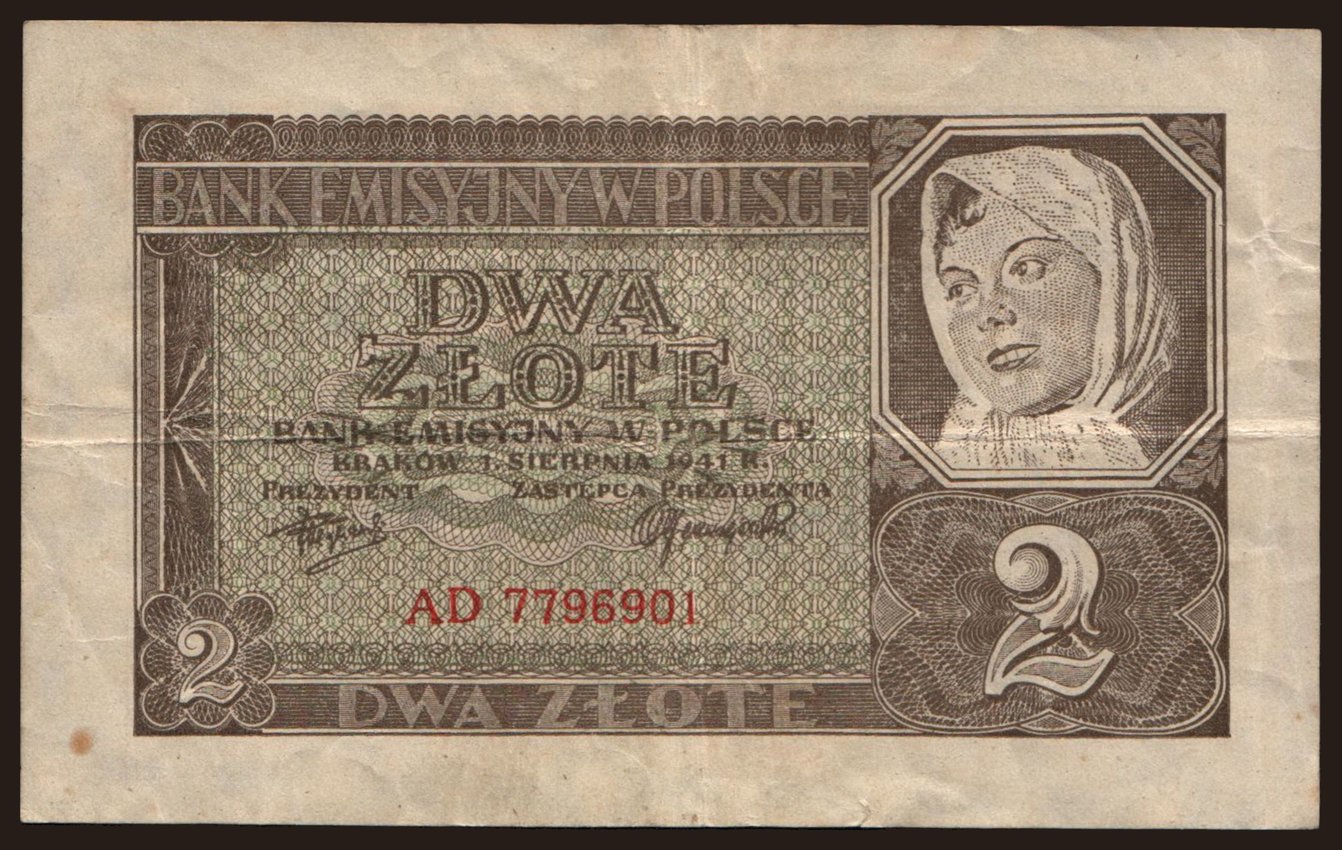 BANK EMISYJNY W POLSCE
DWA
ZŁOTE
BANK EMISYJNY W POLSCE
KRAKÓW 1. SIERPNIA 1941 R.
PREZYDENT ZASTĘPCA PREZYDENTA
AD 7796901
2
DWA ZŁOTE
2